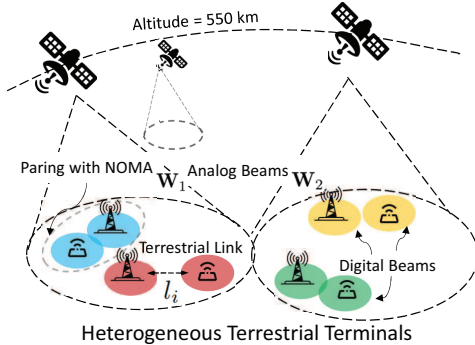 Altitude = 550 km
Paring with NOMA
W₁
Analog Beams
W₂
Terrestrial Link
lᵢ
Digital Beams
Heterogeneous Terrestrial Terminals